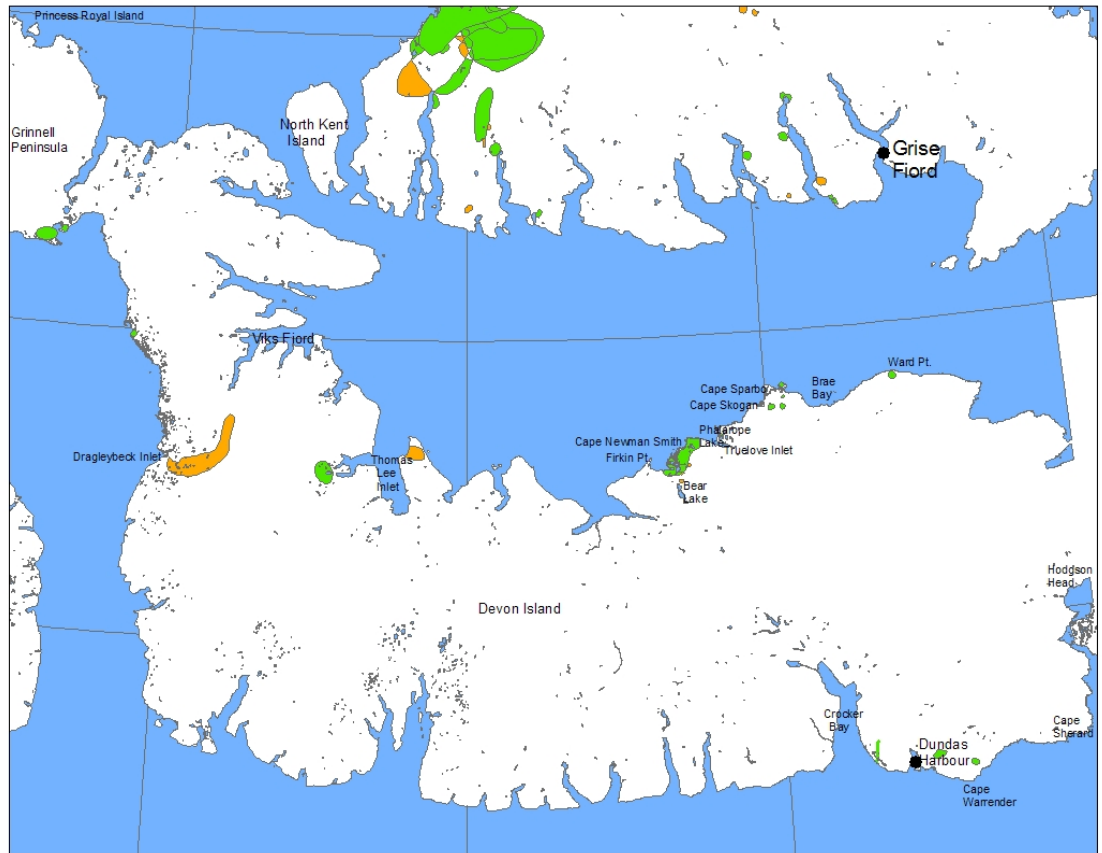 Princess Royal Island
Grinnell
Peninsula
North Kent
Island
Grise
Fiord
Viks Fjord
Ward Pt.
Cape Sparbo
Brae
Bay
Cape Skogan
Phalarope
Lake
Cape Newman Smith
Truelove Inlet
Firkin Pt.
Dragleybeck Inlet
Thomas
Lee
Inlet
Bear
Lake
Hodgson
Head
Devon Island
Crocker
Bay
Cape
Sherard
Dundas
Harbour
Cape
Warrender